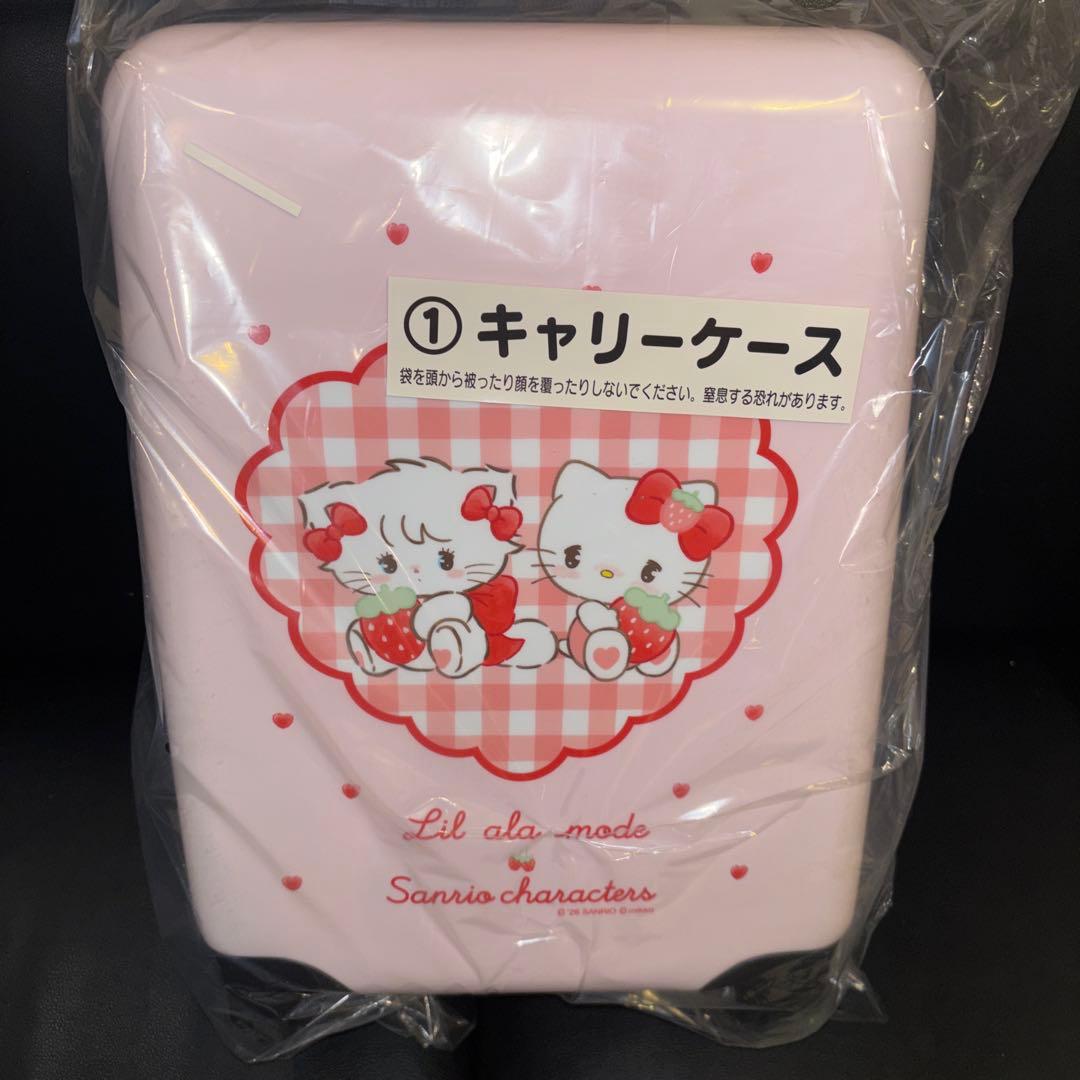 ①キャリーケース
袋を頭から被ったり顔を覆ったりしないでください。窒息する恐れがあります。
Lil ala mode
Sanrio characters
© '26 SANRIO ©